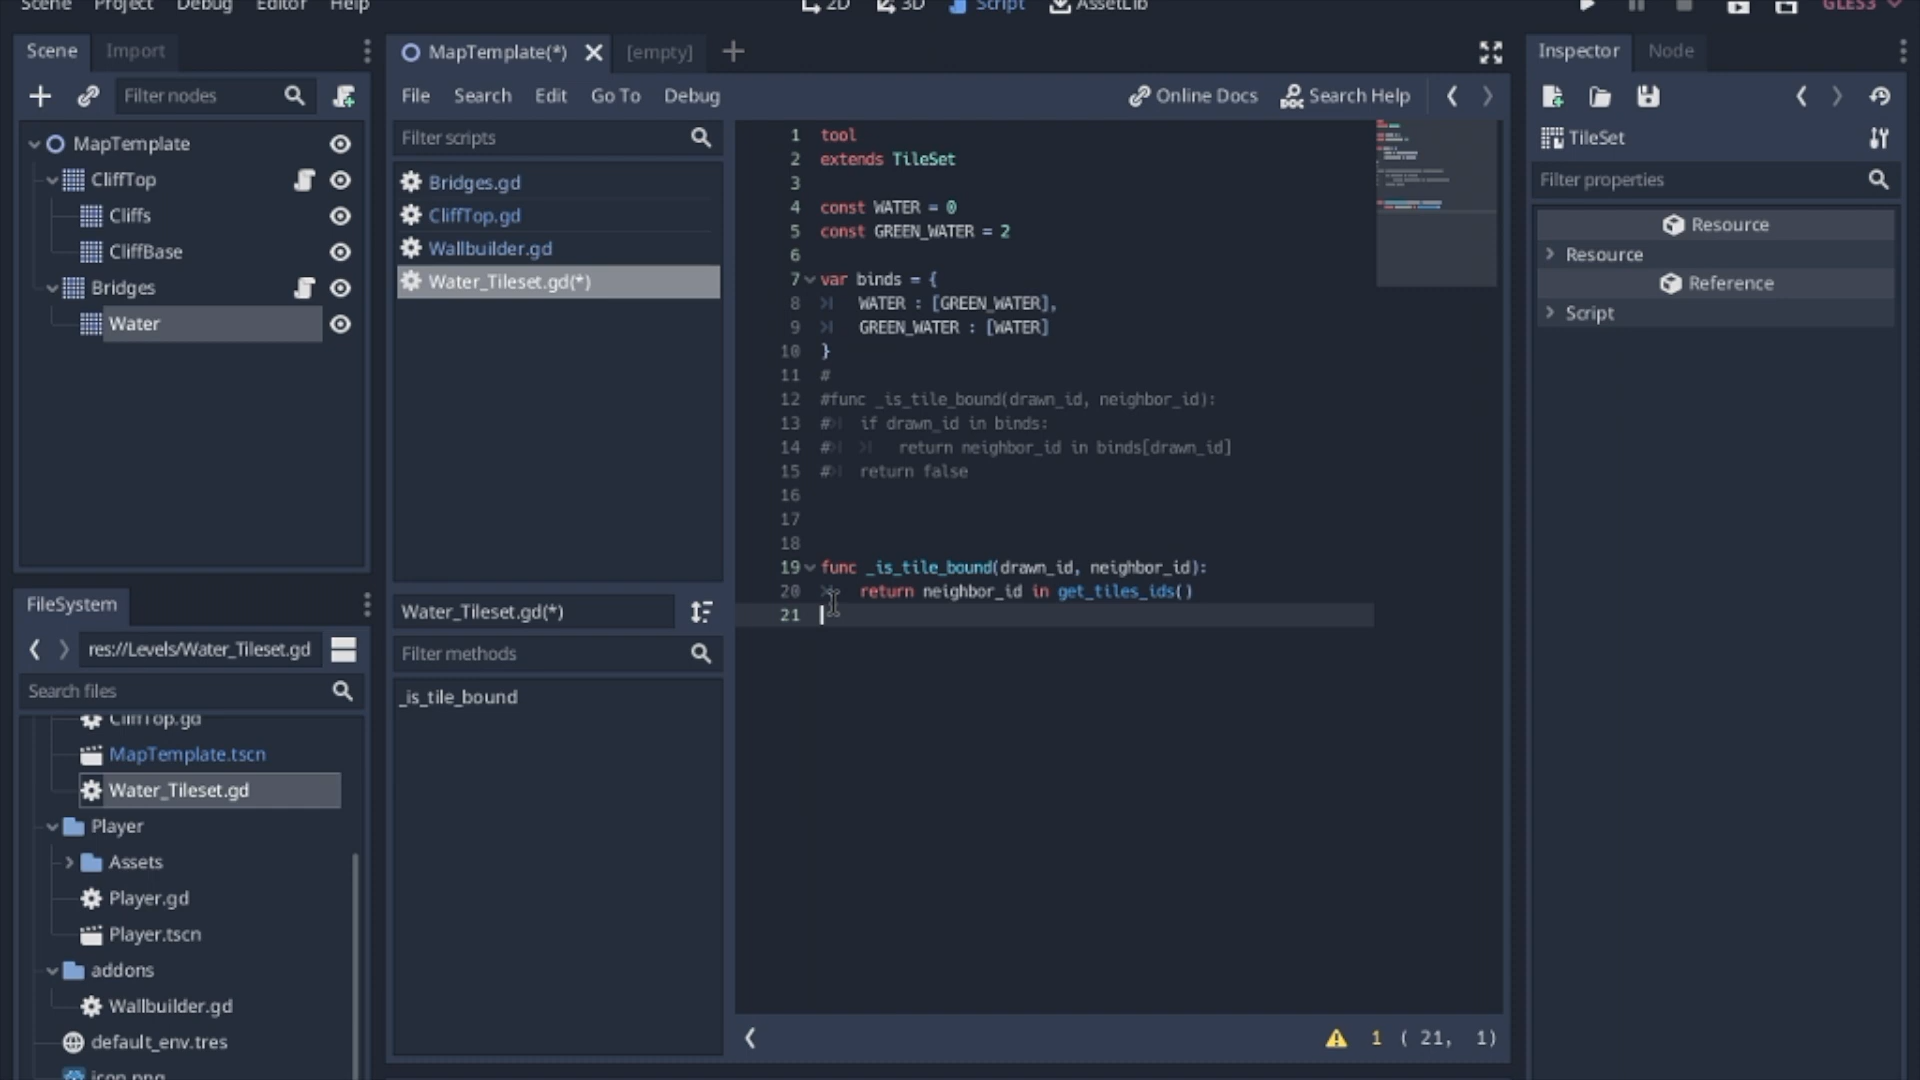 Scene Project Debug Editor Help
2D 3D Script AssetLib
GLES3
Scene Import
Filter nodes
MapTemplate
CliffTop
Cliffs
CliffBase
Bridges
Water
FileSystem
res://Levels/Water_Tileset.gd
Search files
CliffTop.gd
MapTemplate.tscn
Water_Tileset.gd
Player
Assets
Player.gd
Player.tscn
addons
Wallbuilder.gd
default_env.tres
icon.png
MapTemplate(*) [empty]
File Search Edit Go To Debug
Online Docs Search Help
Filter scripts
Bridges.gd
CliffTop.gd
Wallbuilder.gd
Water_Tileset.gd(*)
Water_Tileset.gd(*)
Filter methods
_is_tile_bound
1 tool
2 extends TileSet
3
4 const WATER = 0
5 const GREEN_WATER = 2
6
7 var binds = {
8 WATER : [GREEN_WATER],
9 GREEN_WATER : [WATER]
10 }
11 #
12 #func _is_tile_bound(drawn_id, neighbor_id):
13 # if drawn_id in binds:
14 # return neighbor_id in binds[drawn_id]
15 # return false
16
17
18
19 func _is_tile_bound(drawn_id, neighbor_id):
20 return neighbor_id in get_tiles_ids()
21
1 ( 21, 1)
Inspector Node
TileSet
Filter properties
Resource
Resource
Reference
Script